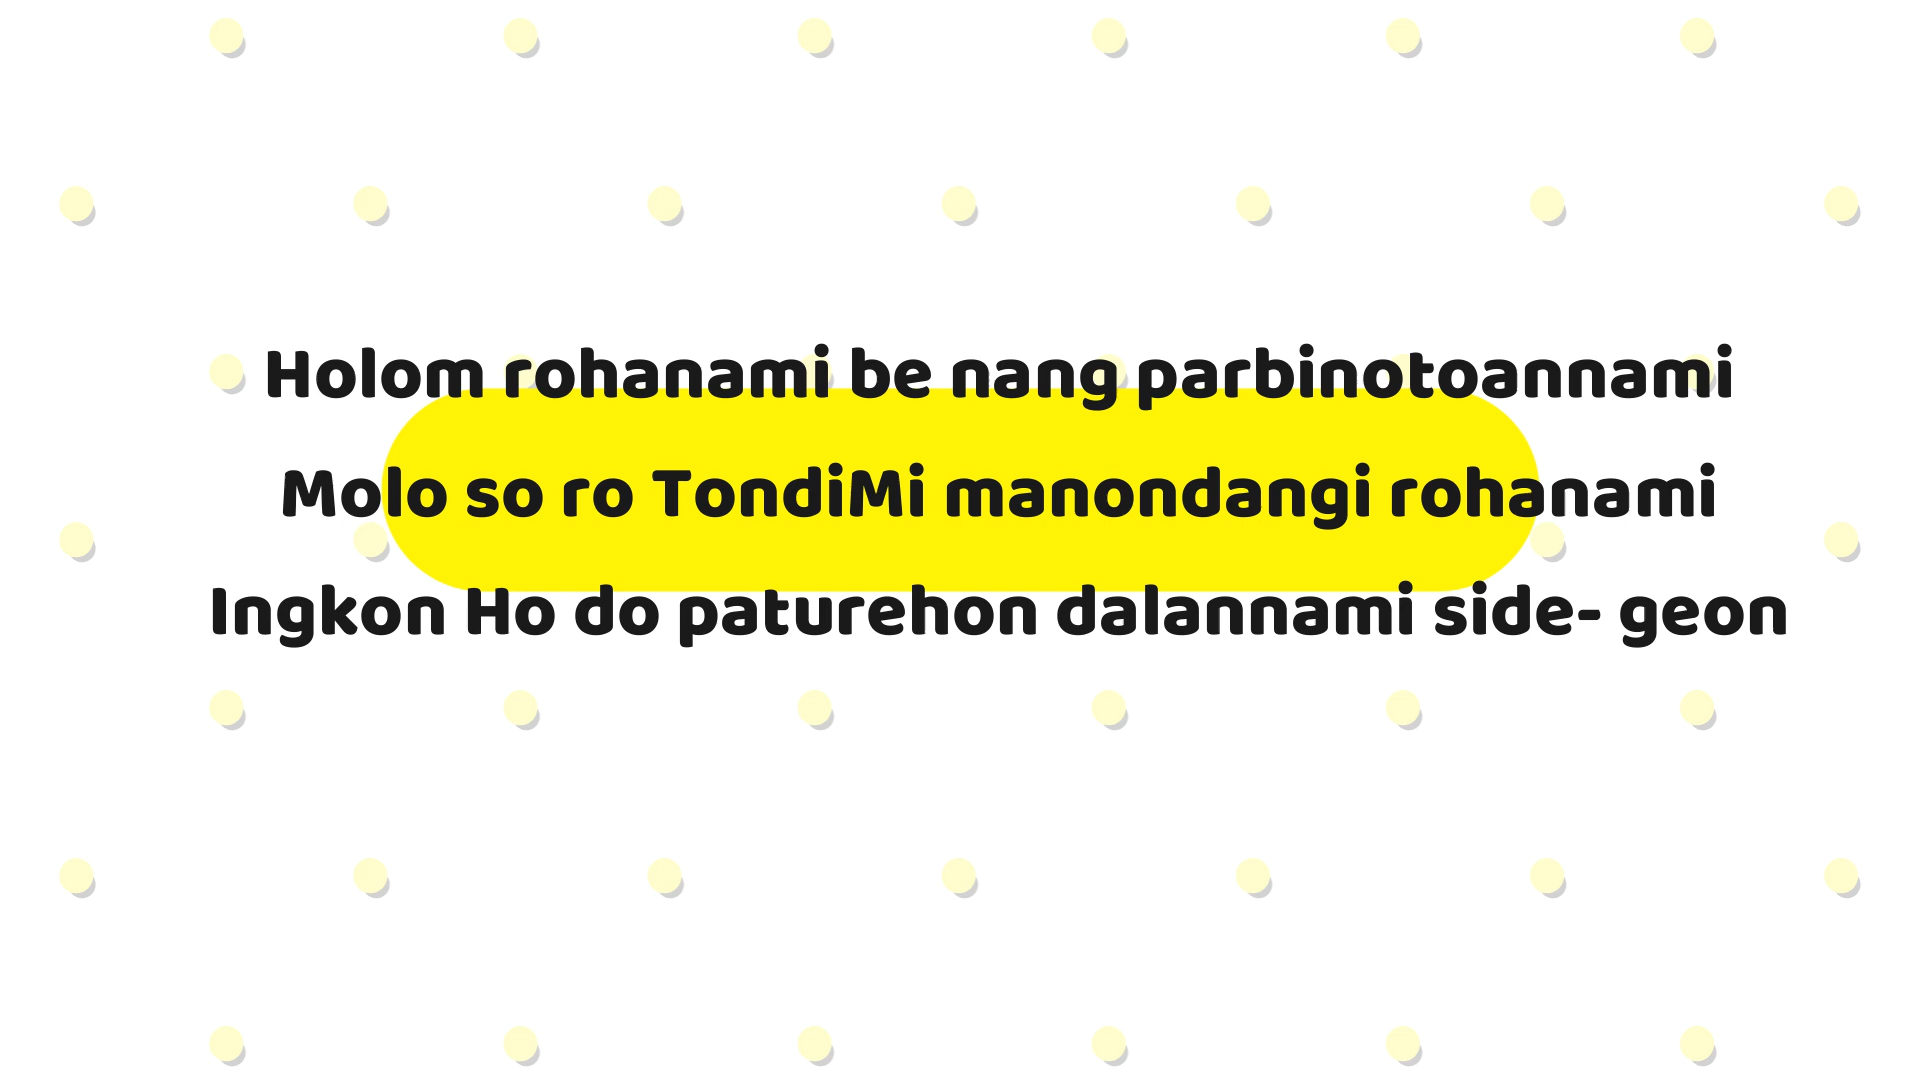 Holom rohanami be nang parbinotoannami
Molo so ro TondiMi manondangi rohanami
Ingkon Ho do paturehon dalannami side- geon